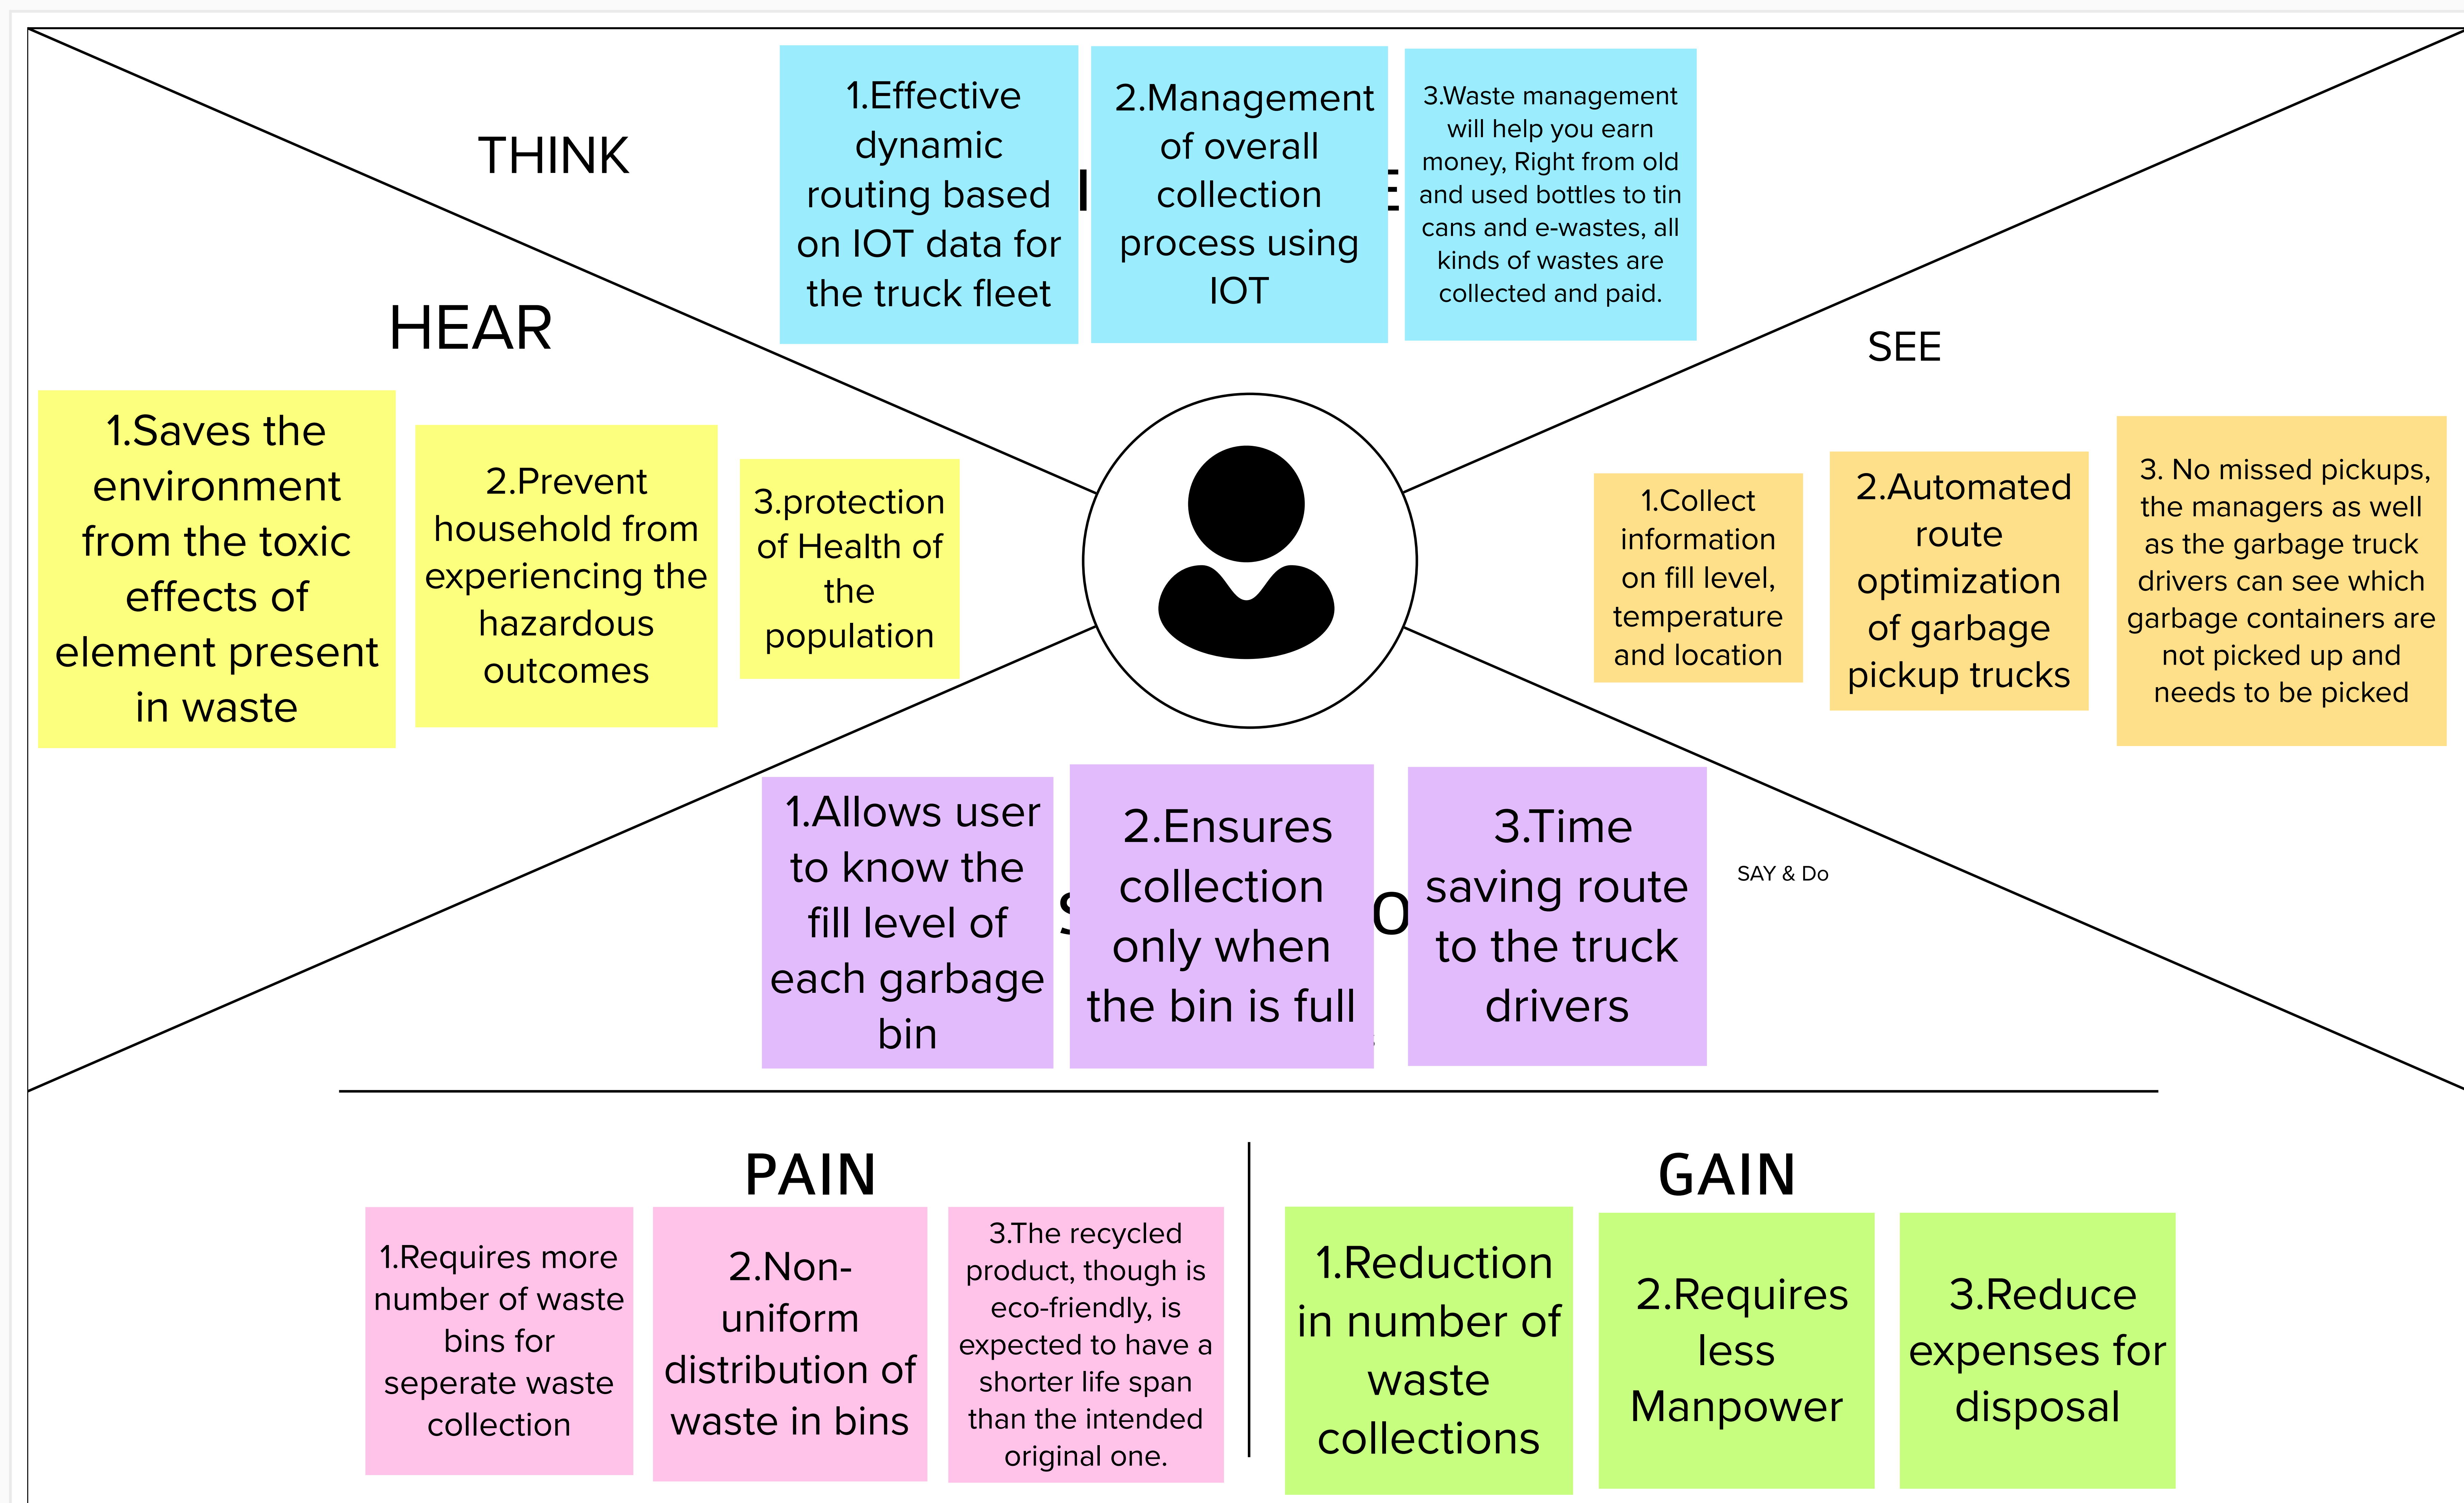 THINK
1.Effective
dynamic
routing based
on IOT data for
the truck fleet
2.Management
of overall
collection
process using
IOT
3.Waste management
will help you earn
money, Right from old
and used bottles to tin
cans and e-wastes, all
kinds of wastes are
collected and paid.
HEAR
1.Saves the
environment
from the toxic
effects of
element present
in waste
2.Prevent
household from
experiencing the
hazardous
outcomes
3.protection
of Health of
the
population
SEE
1.Collect
information
on fill level,
temperature
and location
2.Automated
route
optimization
of garbage
pickup trucks
3. No missed pickups,
the managers as well
as the garbage truck
drivers can see which
garbage containers are
not picked up and
needs to be picked
1.Allows user
to know the
fill level of
each garbage
bin
2.Ensures
collection
only when
the bin is full
3.Time
saving route
to the truck
drivers
SAY & Do
PAIN
1.Requires more
number of waste
bins for
seperate waste
collection
2.Non-
uniform
distribution of
waste in bins
3.The recycled
product, though is
eco-friendly, is
expected to have a
shorter life span
than the intended
original one.
GAIN
1.Reduction
in number of
waste
collections
2.Requires
less
Manpower
3.Reduce
expenses for
disposal